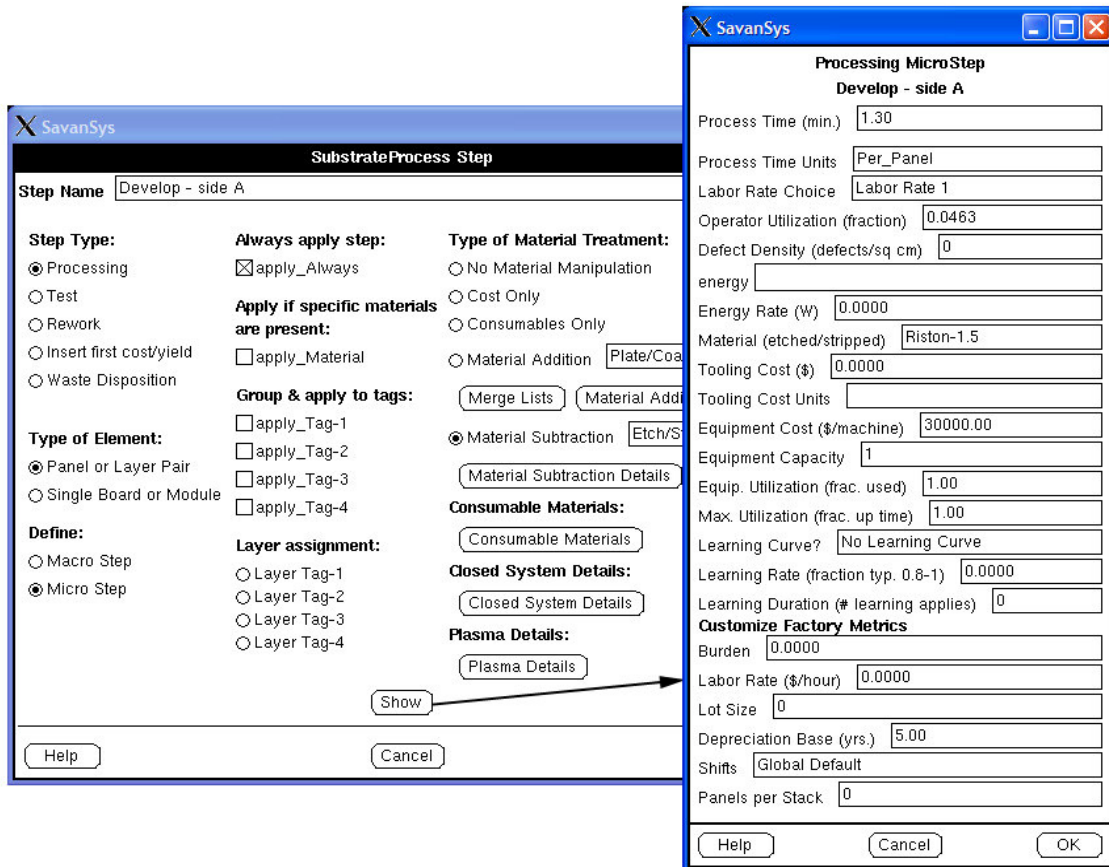 SavanSys
SubstrateProcess Step
Step Name Develop - side A
Step Type:
Processing
Test
Rework
Insert first cost/yield
Waste Disposition
Type of Element:
Panel or Layer Pair
Single Board or Module
Define:
Macro Step
Micro Step
Always apply step:
apply_Always
Apply if specific materials
are present:
apply_Material
Group & apply to tags:
apply_Tag-1
apply_Tag-2
apply_Tag-3
apply_Tag-4
Layer assignment:
Layer Tag-1
Layer Tag-2
Layer Tag-3
Layer Tag-4
Type of Material Treatment:
No Material Manipulation
Cost Only
Consumables Only
Material Addition Plate/Coa
Merge Lists Material Addi
Material Subtraction Etch/S
Material Subtraction Details
Consumable Materials:
Consumable Materials
Closed System Details:
Closed System Details
Plasma Details:
Plasma Details
Show
Help Cancel
SavanSys
Processing MicroStep
Develop - side A
Process Time (min.) 1.30
Process Time Units Per_Panel
Labor Rate Choice Labor Rate 1
Operator Utilization (fraction) 0.0463
Defect Density (defects/sq cm) 0
energy
Energy Rate (W) 0.0000
Material (etched/stripped) Riston-1.5
Tooling Cost ($) 0.0000
Tooling Cost Units
Equipment Cost ($/machine) 30000.00
Equipment Capacity 1
Equip. Utilization (frac. used) 1.00
Max. Utilization (frac. up time) 1.00
Learning Curve? No Learning Curve
Learning Rate (fraction typ. 0.8-1) 0.0000
Learning Duration (# learning applies) 0
Customize Factory Metrics
Burden 0.0000
Labor Rate ($/hour) 0.0000
Lot Size 0
Depreciation Base (yrs.) 5.00
Shifts Global Default
Panels per Stack 0
Help Cancel OK